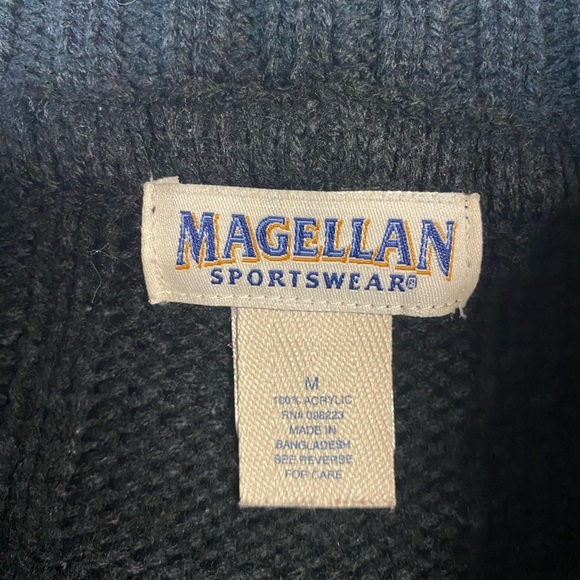 MAGELLAN
SPORTSWEAR®
M
100% ACRYLIC
RN# 098223
MADE IN
BANGLADESH
SEE REVERSE
FOR CARE